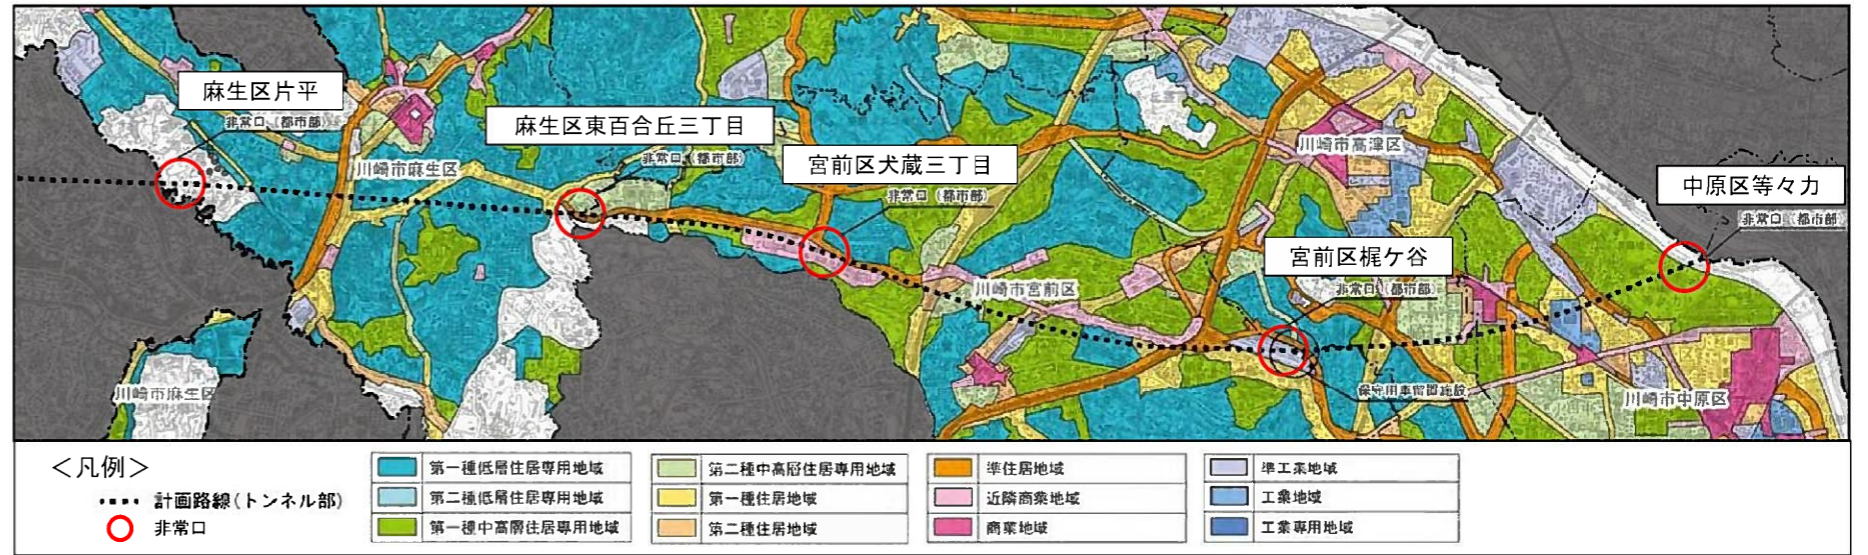 麻生区片平
非常口(都市部)
麻生区東百合丘三丁目
非常口(都市部)
川崎市麻生区
宮前区犬蔵三丁目
非常口(都市部)
川崎市高津区
中原区等々力
非常口(都市部)
宮前区梶ケ谷
非常口(都市部)
川崎市宮前区
保守用車留置施設
川崎市麻生区
川崎市中原区
＜凡例＞
計画路線(トンネル部)
非常口
第一種低層住居専用地域
第二種低層住居専用地域
第一種中高層住居専用地域
第二種中高層住居専用地域
第一種住居地域
第二種住居地域
準住居地域
近隣商業地域
商業地域
準工業地域
工業地域
工業専用地域